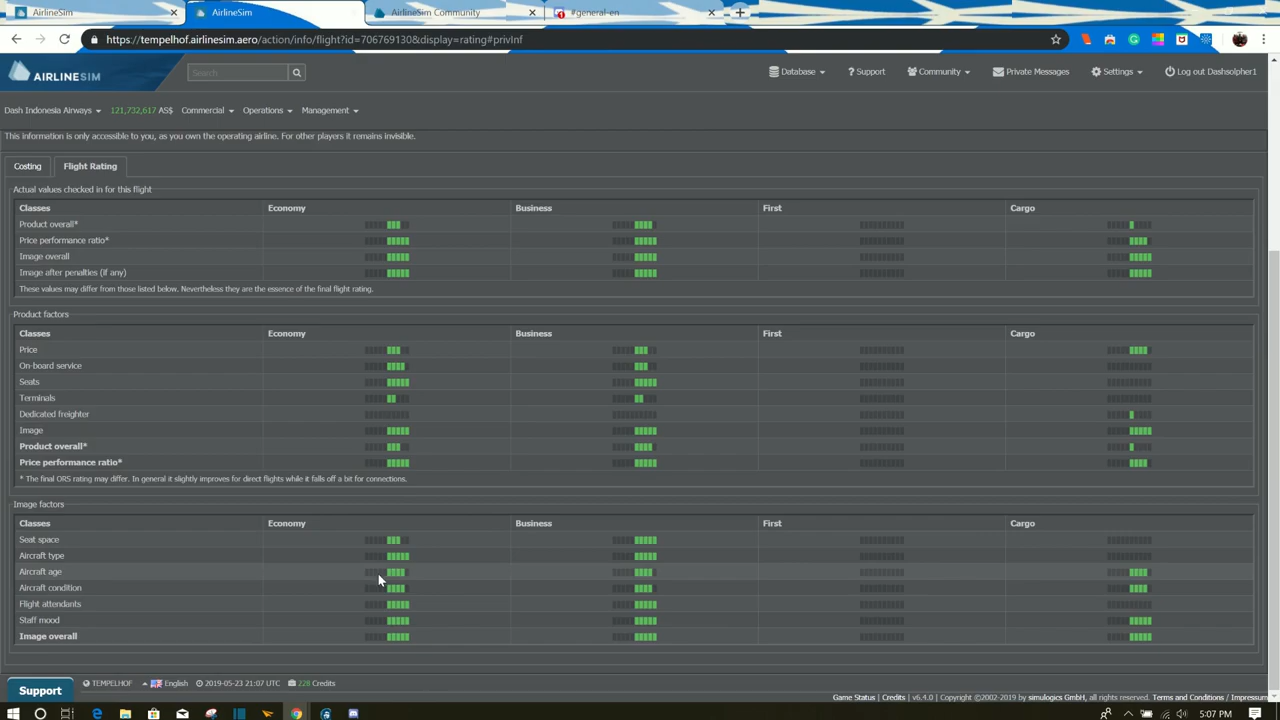 AirlineSim
AirlineSim
AirlineSim Community
#general-en
https://tempelhof.airlinesim.aero/action/info/flight?id=706769130&display=rating#privInf
AIRLINESIM
Search
Database
Support
Community
Private Messages
Settings
Log out Dashsolpher1
Dash Indonesia Airways
121,732,617 AS$
Commercial
Operations
Management
This information is only accessible to you, as you own the operating airline. For other players it remains invisible.
Costing
Flight Rating
Actual values checked in for this flight
Classes Economy Business First Cargo
Product overall*
Price performance ratio*
Image overall
Image after penalties (if any)
These values may differ from those listed below. Nevertheless they are the essence of the final flight rating.
Product factors
Classes Economy Business First Cargo
Price
On-board service
Seats
Terminals
Dedicated freighter
Image
Product overall*
Price performance ratio*
* The final ORS rating may differ. In general it slightly improves for direct flights while it falls off a bit for connections.
Image factors
Classes Economy Business First Cargo
Seat space
Aircraft type
Aircraft age
Aircraft condition
Flight attendants
Staff mood
Image overall
Support
TEMPELHOF
English
2019-05-23 21:07 UTC
228 Credits
Game Status | Credits | v6.4.0 | Copyright ©2002-2019 by simulogics GmbH, all rights reserved. Terms and Conditions / Impressum
5:07 PM